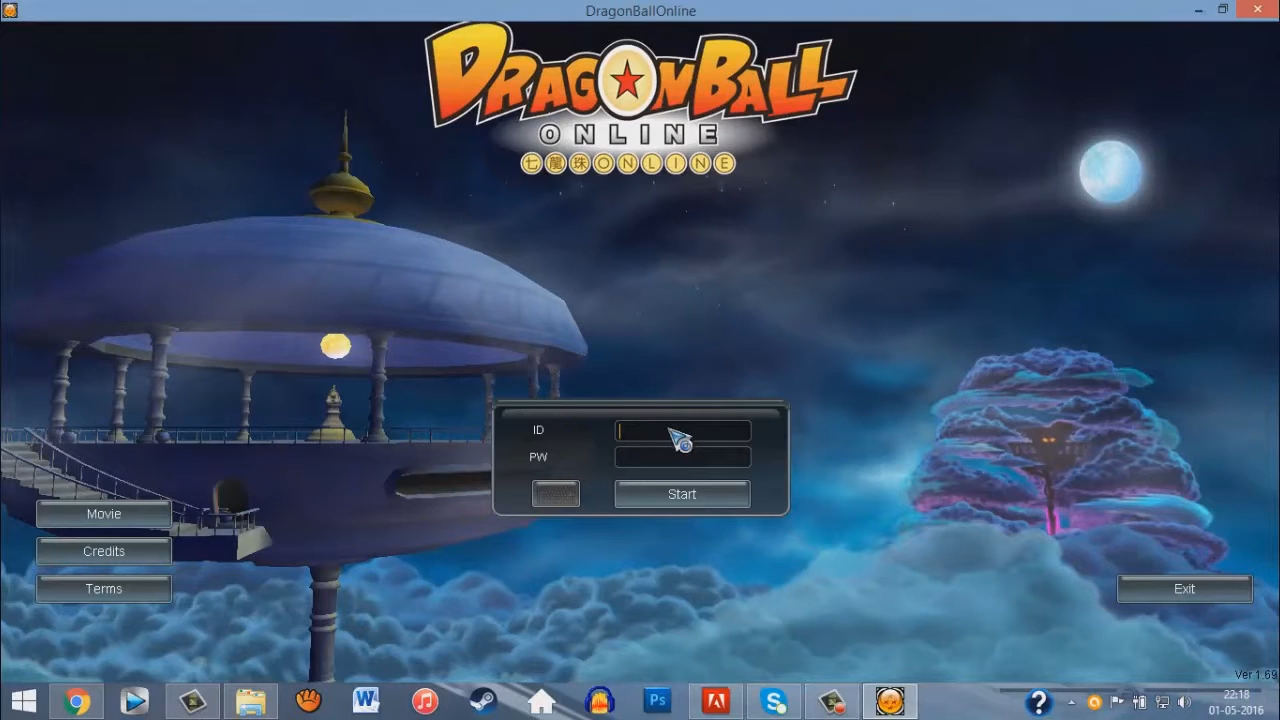 DragonBallOnline
DRAGONBALL
ONLINE
七龍珠ONLINE
ID
PW
Start
Movie
Credits
Terms
Exit
Ver 1.69
W
Ps
S
?
22:18
01-05-2016